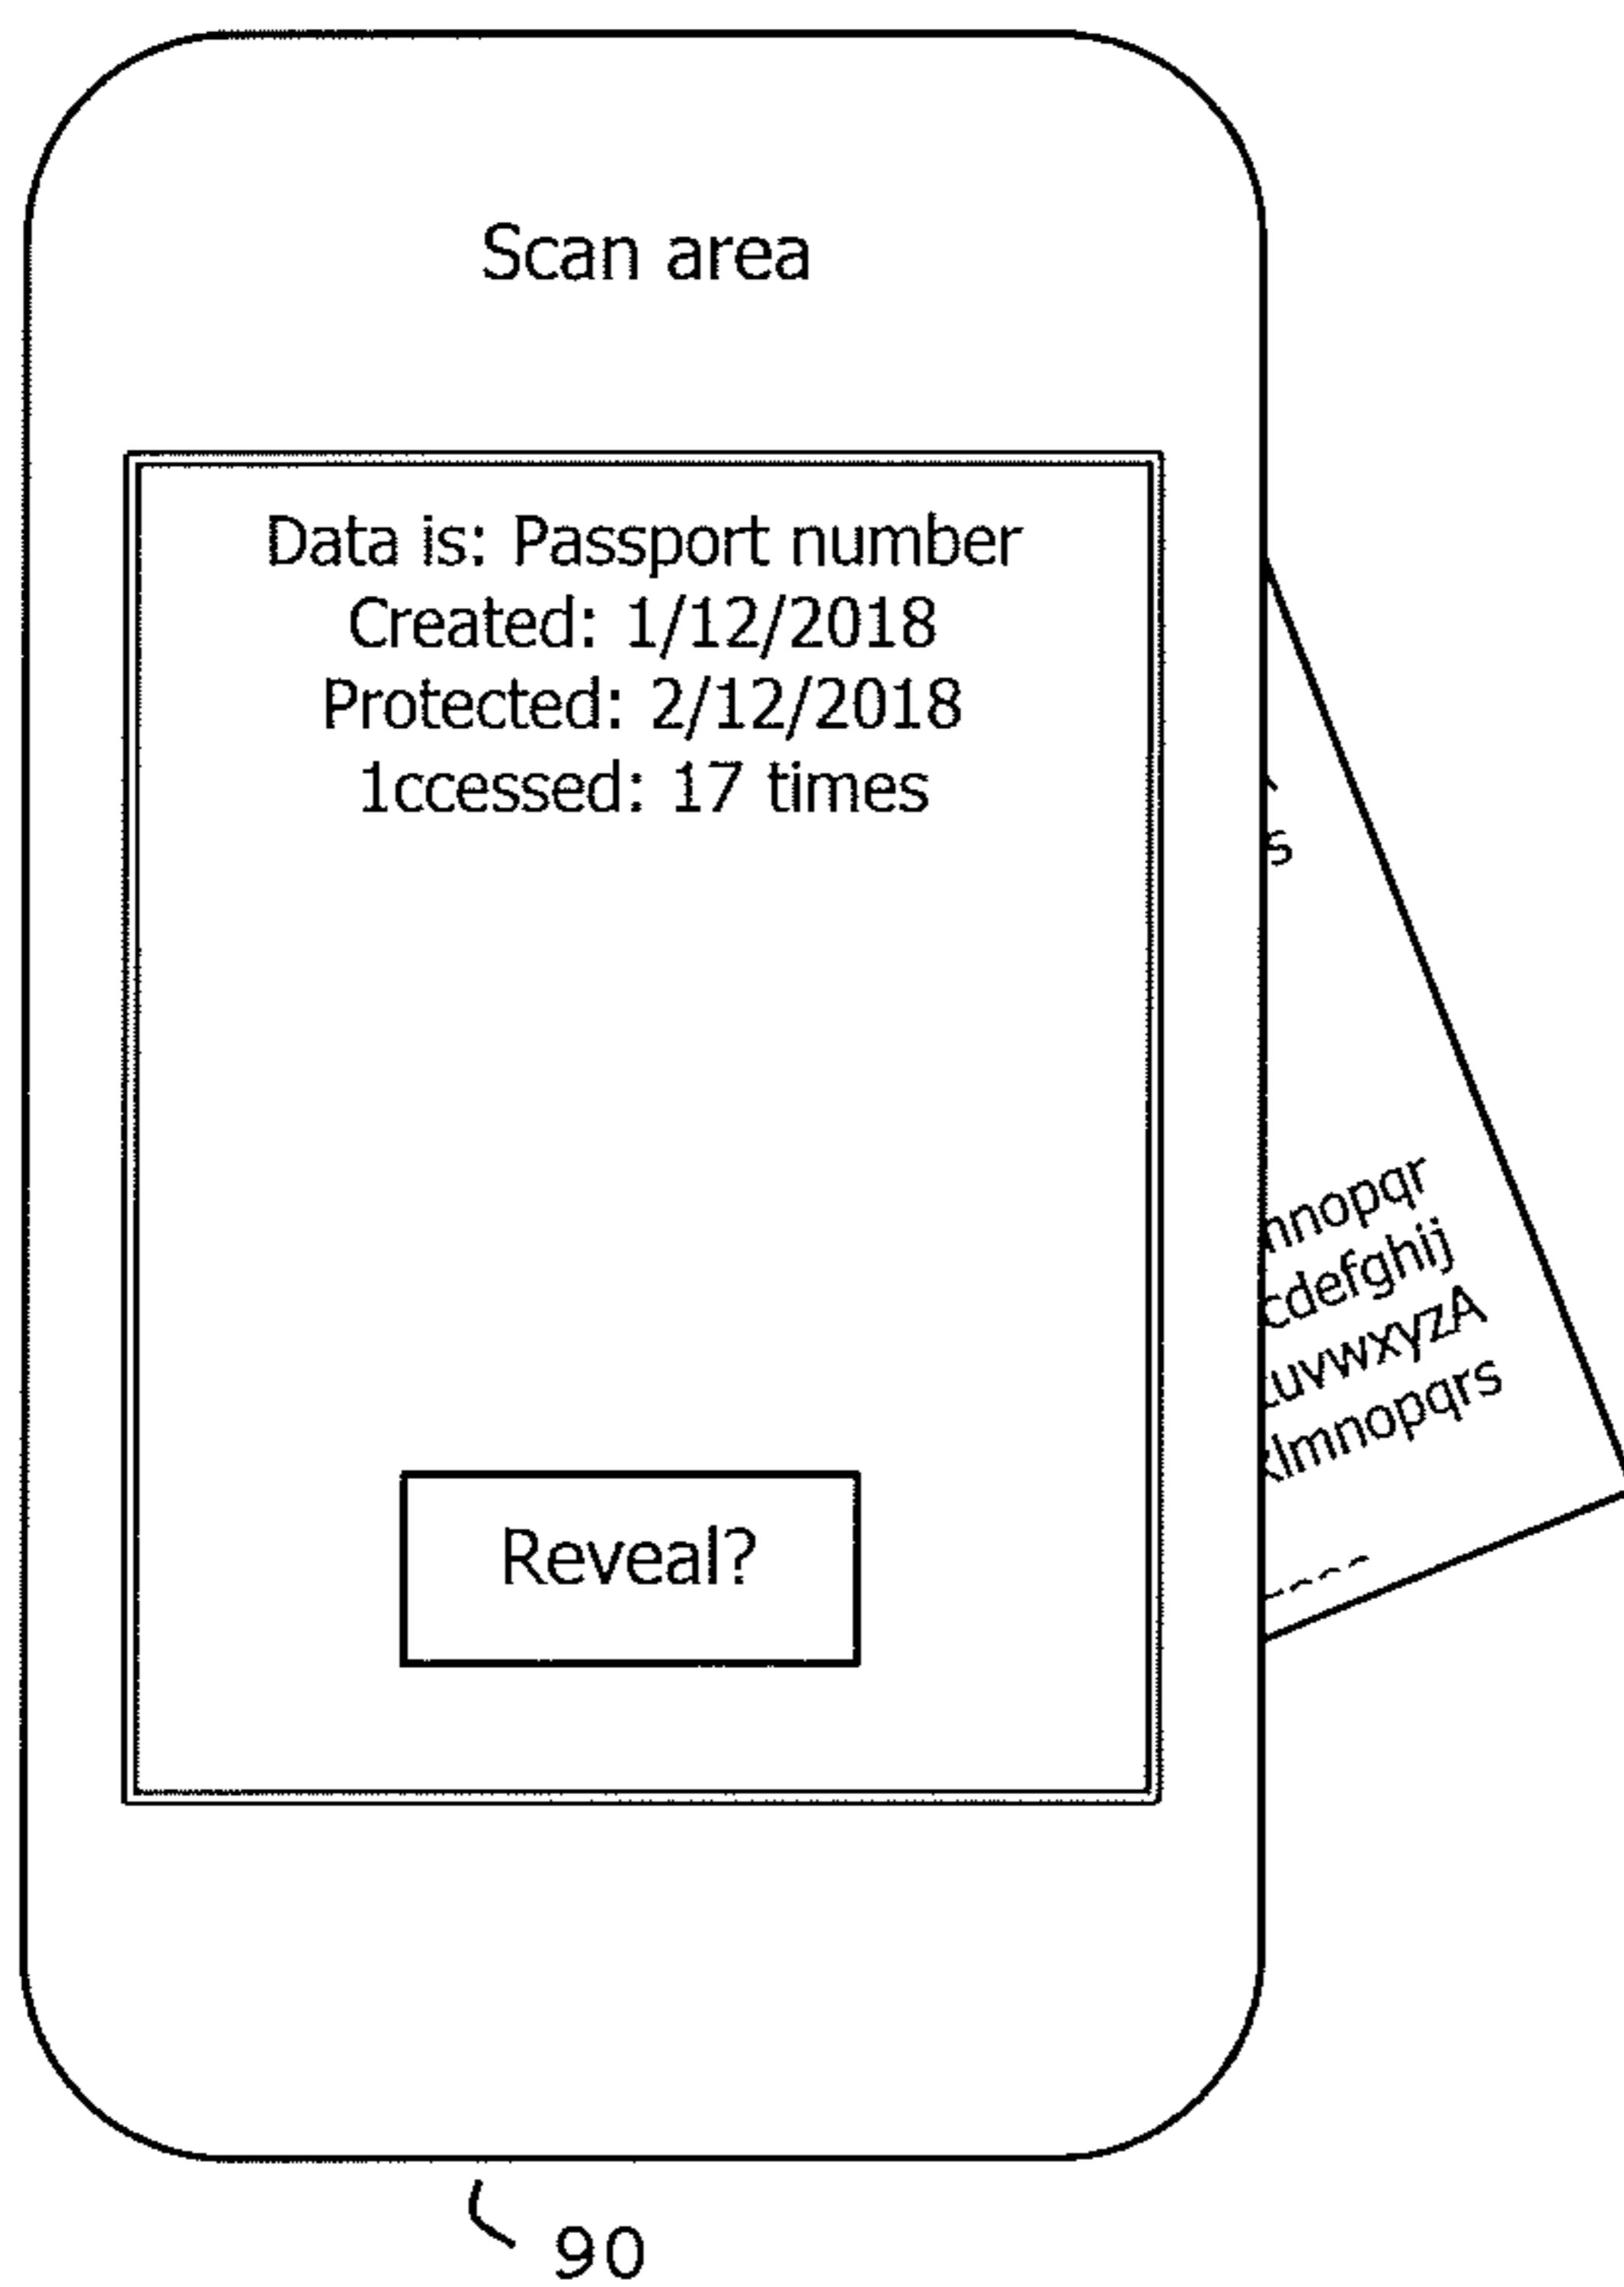 Scan area
Data is: Passport number
Created: 1/12/2018
Protected: 2/12/2018
1ccessed: 17 times
s
nnopqr
cdefghij
uvwxyzA
lmnopqrs
Reveal?
90